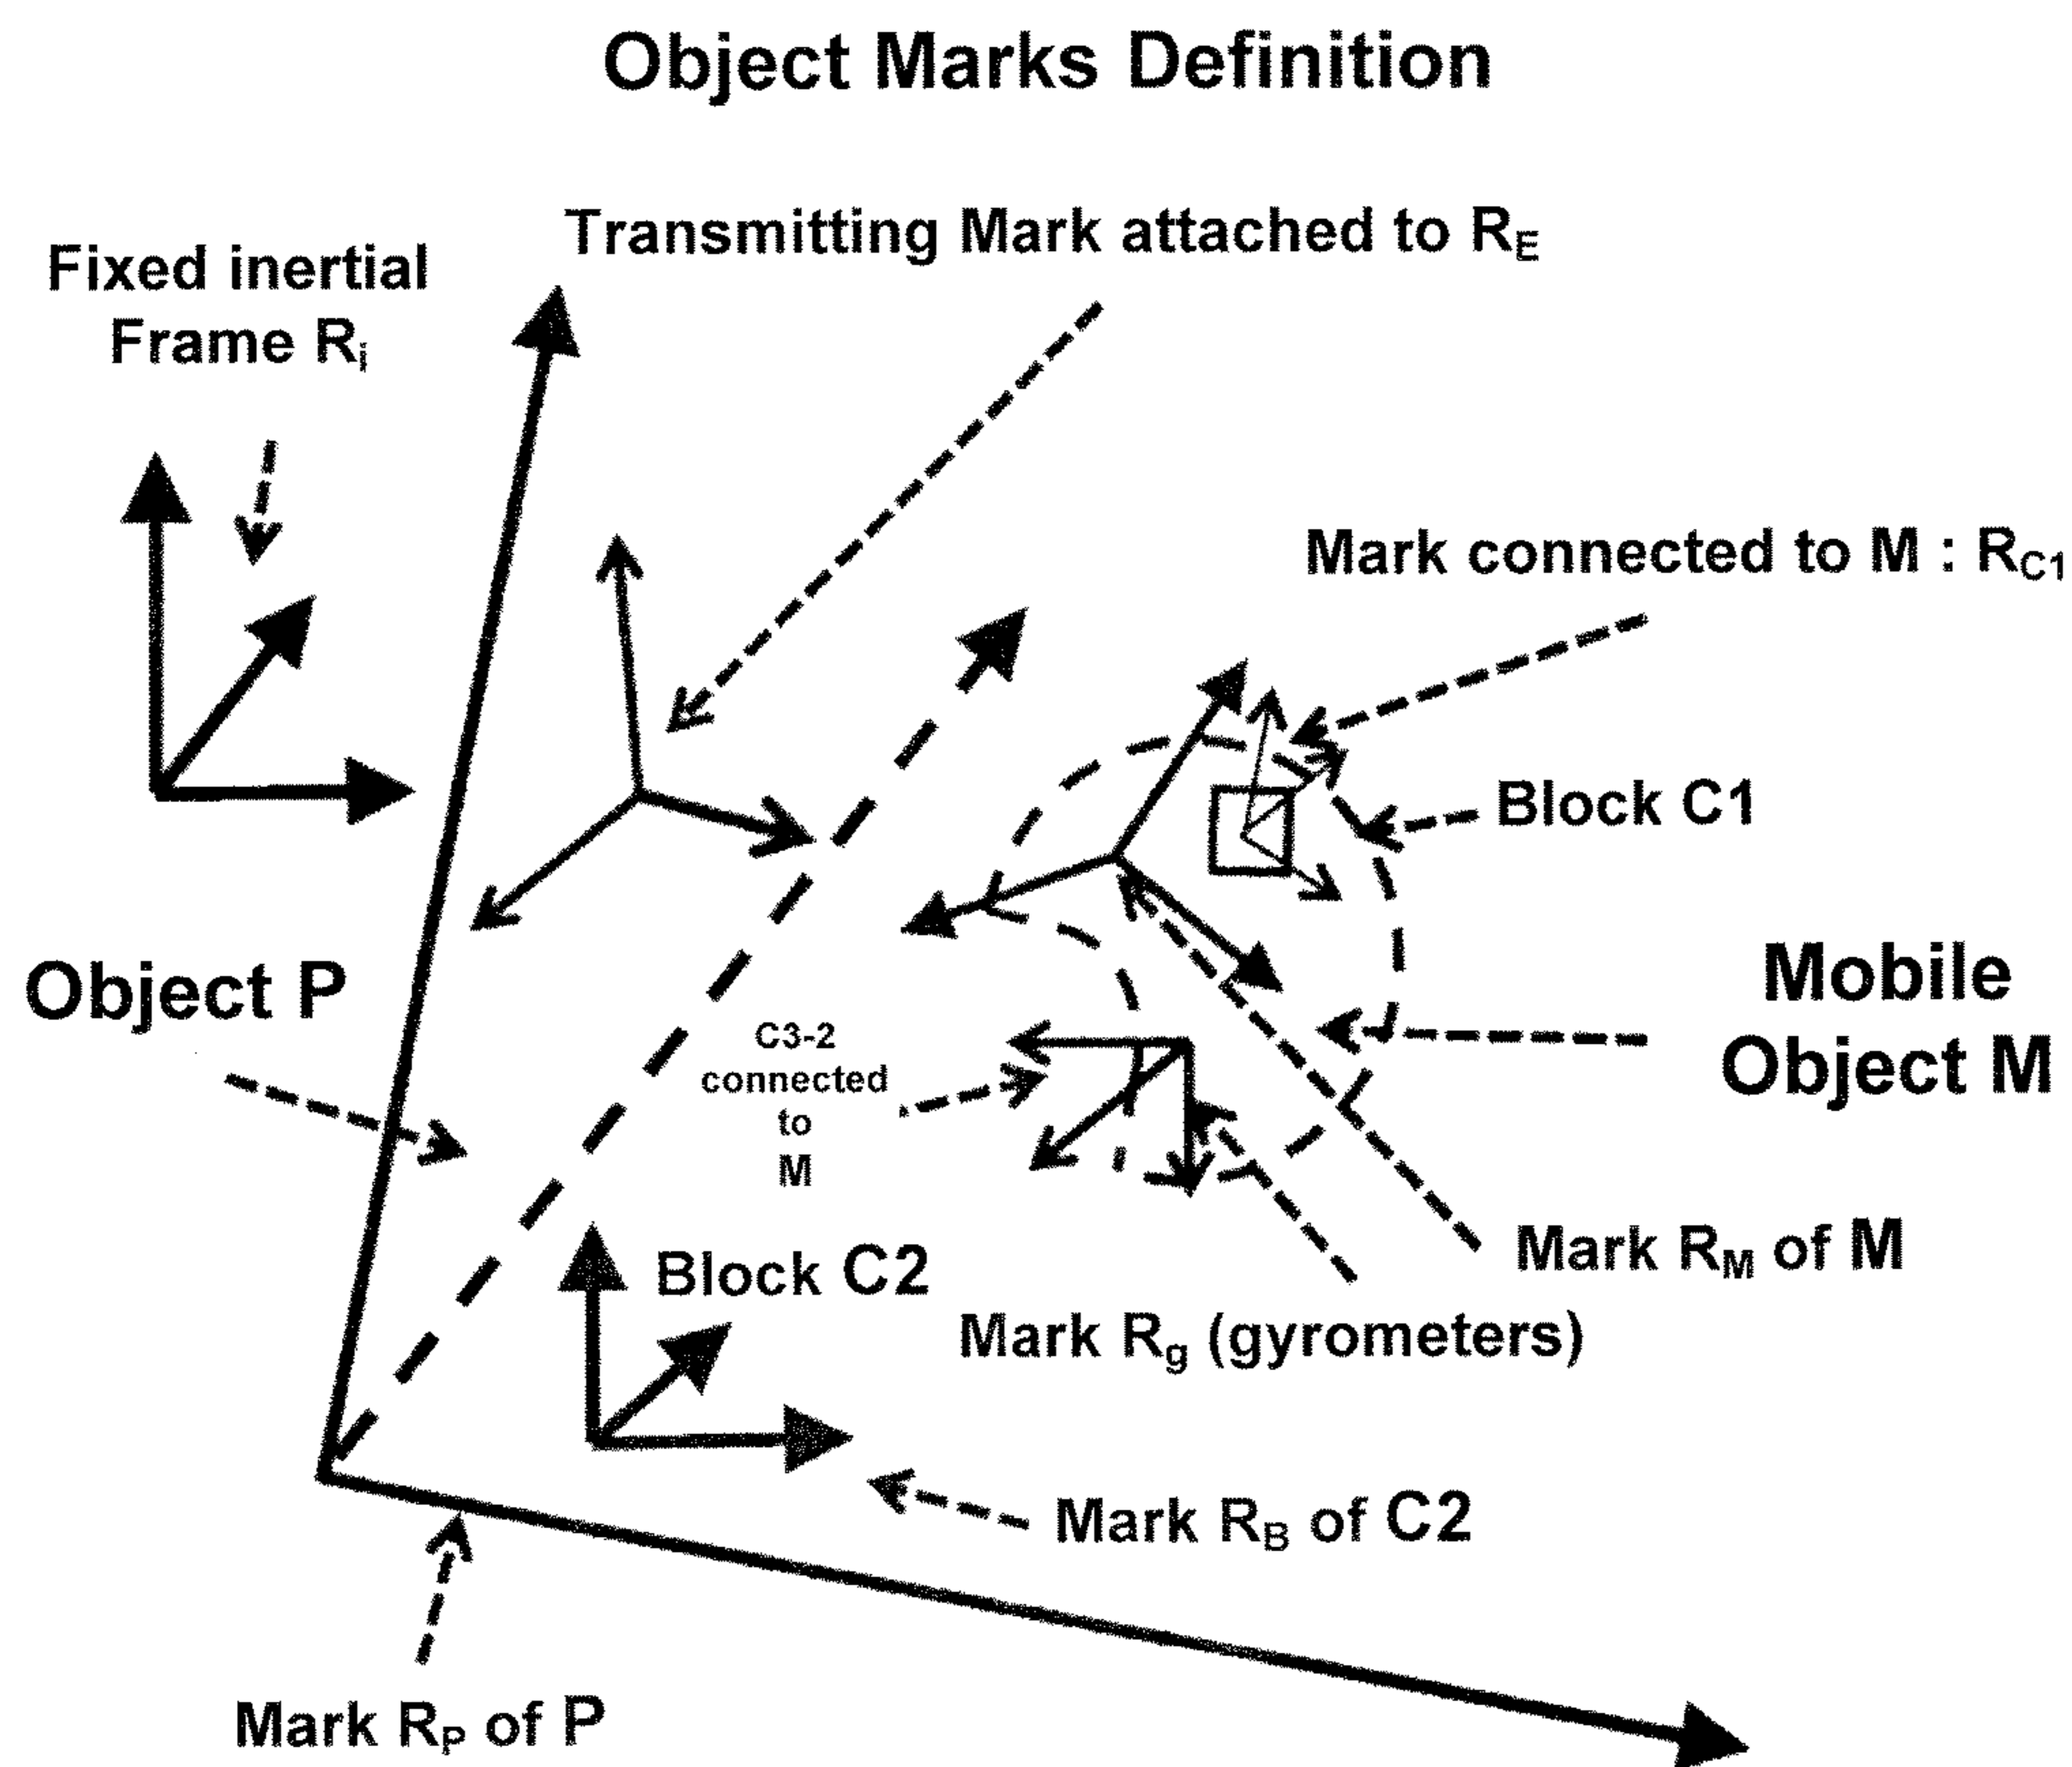 Object Marks Definition
Transmitting Mark attached to RE
Fixed inertial
Frame Ri
Mark connected to M : RC1
Block C1
Object P
Mobile
Object M
C3-2
connected
to
M
Mark RM of M
Block C2
Mark Rg (gyrometers)
Mark RB of C2
Mark RP of P